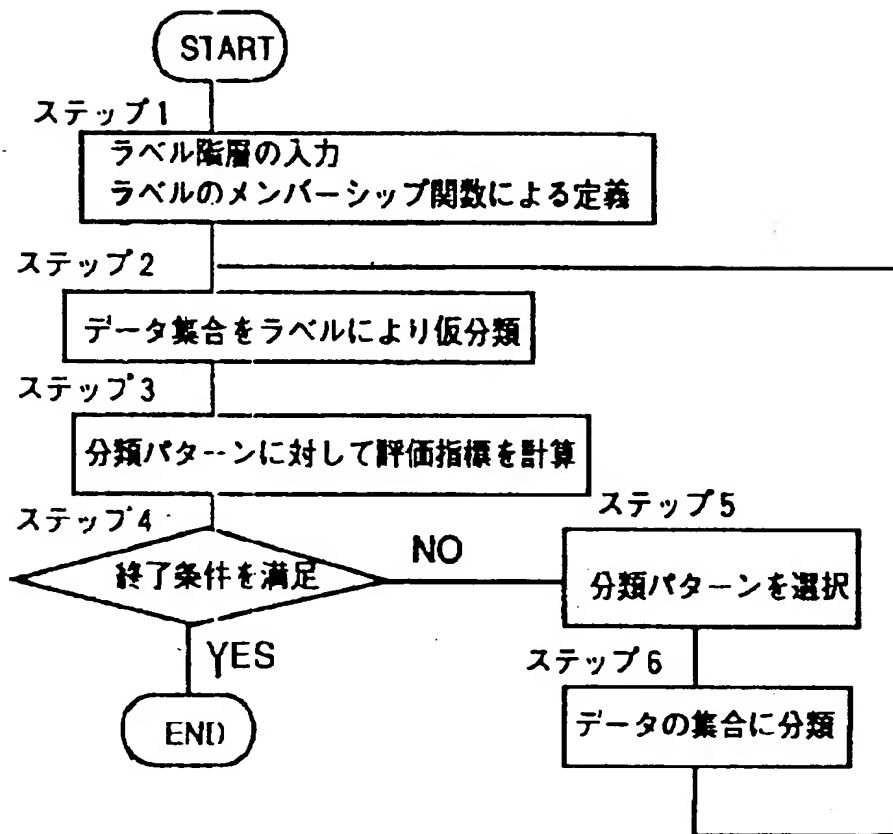 START
ステップ1
ラベル階層の入力
ラベルのメンバーシップ関数による定義
ステップ2
データ集合をラベルにより仮分類
ステップ3
分類パターンに対して評価指標を計算
ステップ4
終了条件を満足
NO
YES
END
ステップ5
分類パターンを選択
ステップ6
データの集合に分類